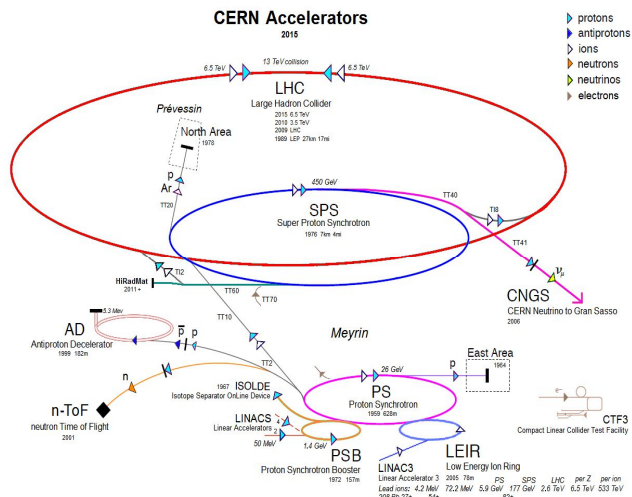 CERN Accelerators
2015
protons
antiprotons
ions
neutrons
neutrinos
electrons
6.5 TeV
13 TeV collision
6.5 TeV
LHC
Large Hadron Collider
2015 6.5 TeV
2010 3.5 TeV
2009 LHC
1989 LEP 27km 17mi
Prévessin
North Area
1978
p
Ar
TT20
450 GeV
TT40
SPS
Super Proton Synchrotron
1976 7km 4mi
TI8
TT41
νμ
CNGS
CERN Neutrino to Gran Sasso
2006
TI2
HiRadMat
2011+
TT60
TT70
TT10
5.3 Mev
AD
Antiproton Decelerator
1999 182m
p̅
p
Meyrin
East Area
1964
TT2
26 GeV
p
PS
Proton Synchrotron
1959 628m
n
n-ToF
neutron Time of Flight
2001
1967 ISOLDE
Isotope Separator OnLine Device
LINACS
Linear Accelerators
4
2
50 MeV
1.4 GeV
PSB
Proton Synchrotron Booster
1972 157m
LEIR
Low Energy Ion Ring
2005 78m
e-
CTF3
Compact Linear Collider Test Facility
LINAC3
Linear Accelerator 3
PS SPS LHC per Z per ion
Lead ions: 4.2 MeV 72.2 MeV 5.9 GeV 177 GeV 2.6 TeV 6.5 TeV 533 TeV